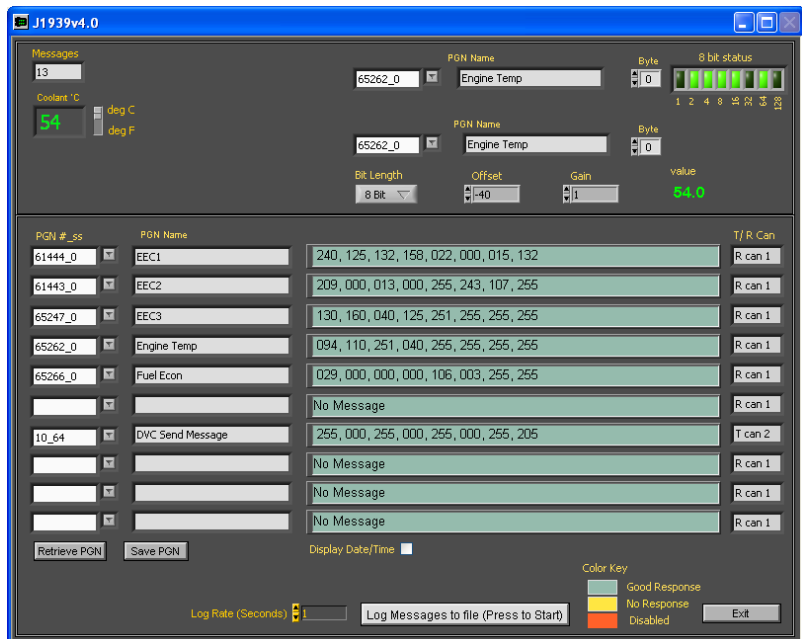 J1939v4.0
Messages
13
Coolant °C
54
deg C
deg F
PGN Name
Byte
8 bit status
65262_0
Engine Temp
0
1 2 4 8 16 32 64 128
PGN Name
Byte
65262_0
Engine Temp
0
Bit Length
Offset
Gain
value
8 Bit
-40
1
54.0
PGN #_ss
PGN Name
T/ R Can
61444_0
EEC1
240, 125, 132, 158, 022, 000, 015, 132
R can 1
61443_0
EEC2
209, 000, 013, 000, 255, 243, 107, 255
R can 1
65247_0
EEC3
130, 160, 040, 125, 251, 255, 255, 255
R can 1
65262_0
Engine Temp
094, 110, 251, 040, 255, 255, 255, 255
R can 1
65266_0
Fuel Econ
029, 000, 000, 000, 106, 003, 255, 255
R can 1
No Message
R can 1
10_64
DVC Send Message
255, 000, 255, 000, 255, 000, 255, 205
T can 2
No Message
R can 1
No Message
R can 1
No Message
R can 1
Retrieve PGN
Save PGN
Display Date/Time
Color Key
Good Response
No Response
Disabled
Log Rate (Seconds)
1
Log Messages to file (Press to Start)
Exit